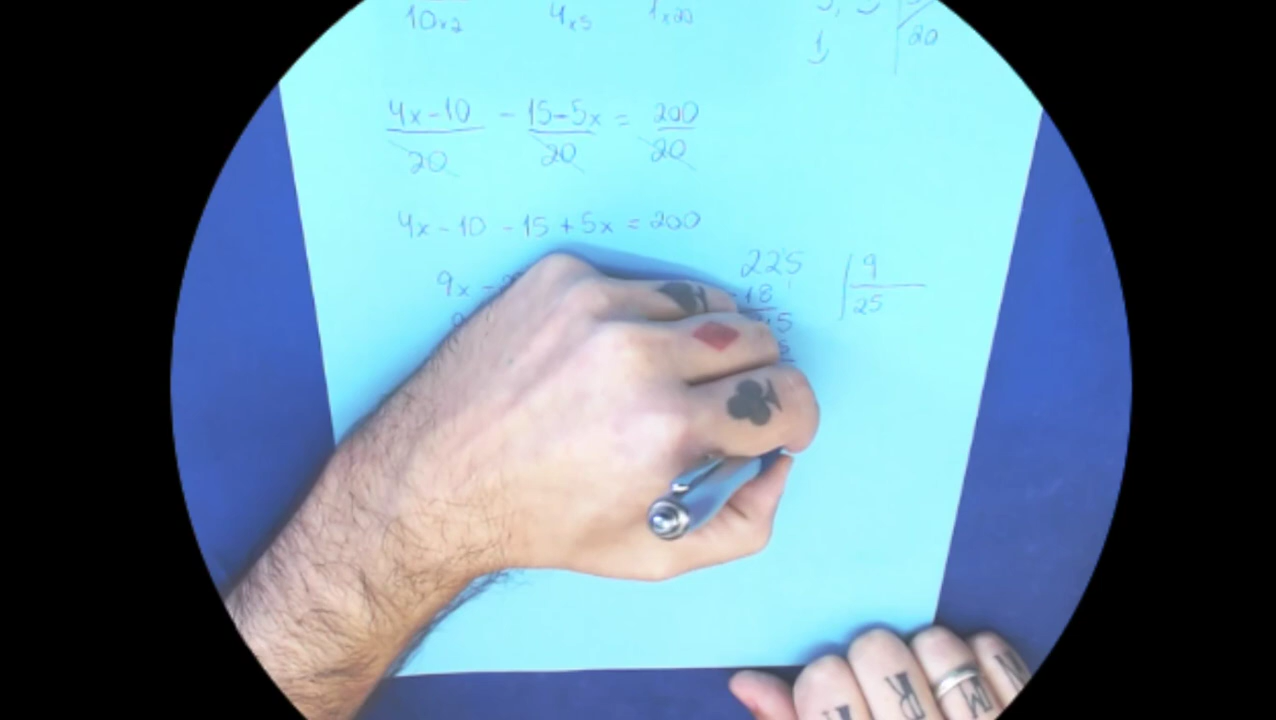 10x2 4x5 1x20
1, 20
4x-10 - 15-5x = 200
20 20 20
4x - 10 - 15 + 5x = 200
225 9
9x - 18 25
5